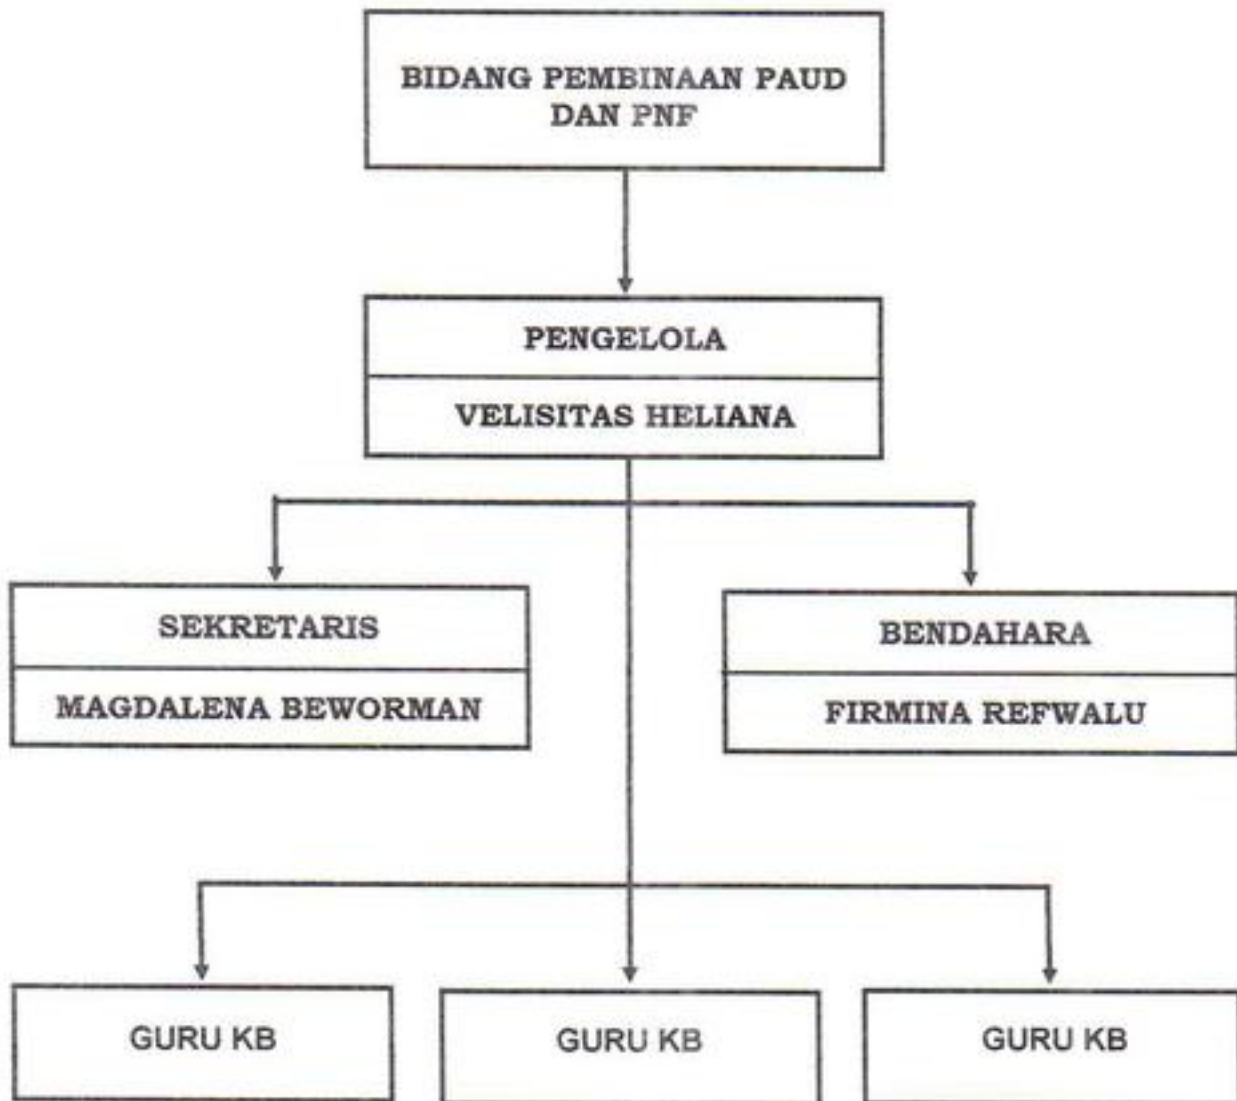 BIDANG PEMBINAAN PAUD
DAN PNF
PENGELOLA
VELISITAS HELIANA
SEKRETARIS
MAGDALENA BEWORMAN
BENDAHARA
FIRMINA REFWALU
GURU KB
GURU KB
GURU KB